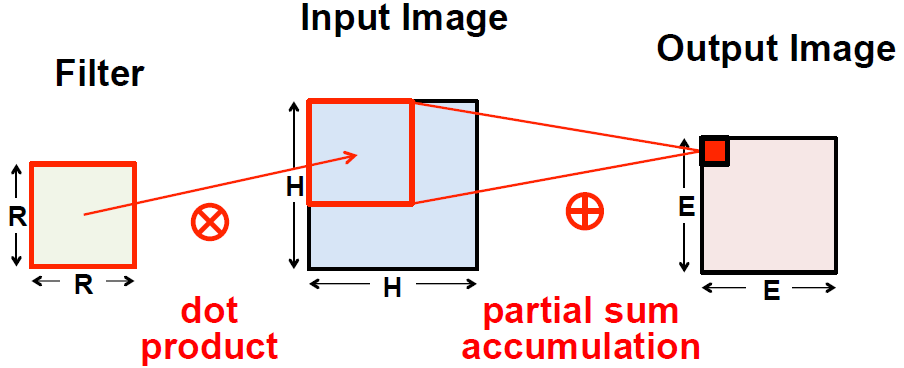 Input Image
Output Image
Filter
R
R
H
H
E
E
dot
product
partial sum
accumulation